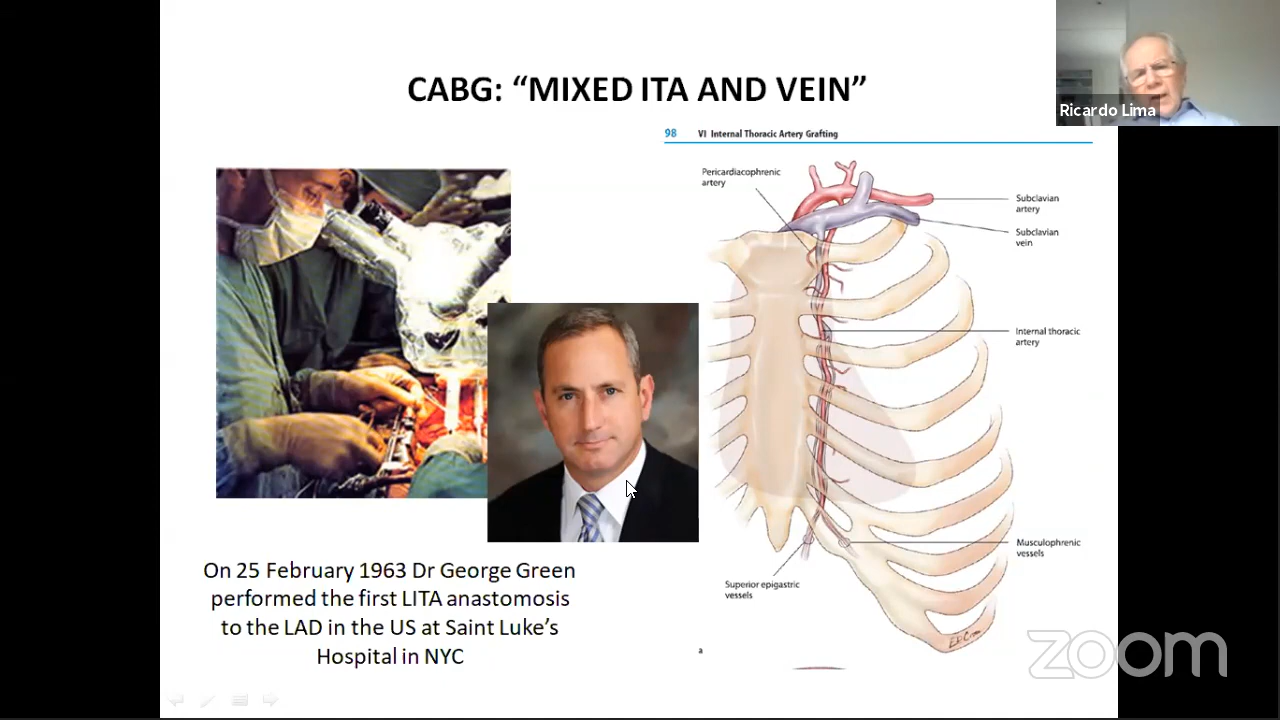 CABG: “MIXED ITA AND VEIN”
Ricardo Lima
98 VI Internal Thoracic Artery Grafting
Pericardiacophrenic
artery
Subclavian
artery
Subclavian
vein
Internal thoracic
artery
Musculophrenic
vessels
Superior epigastric
vessels
a
On 25 February 1963 Dr George Green
performed the first LITA anastomosis
to the LAD in the US at Saint Luke’s
Hospital in NYC
zoom